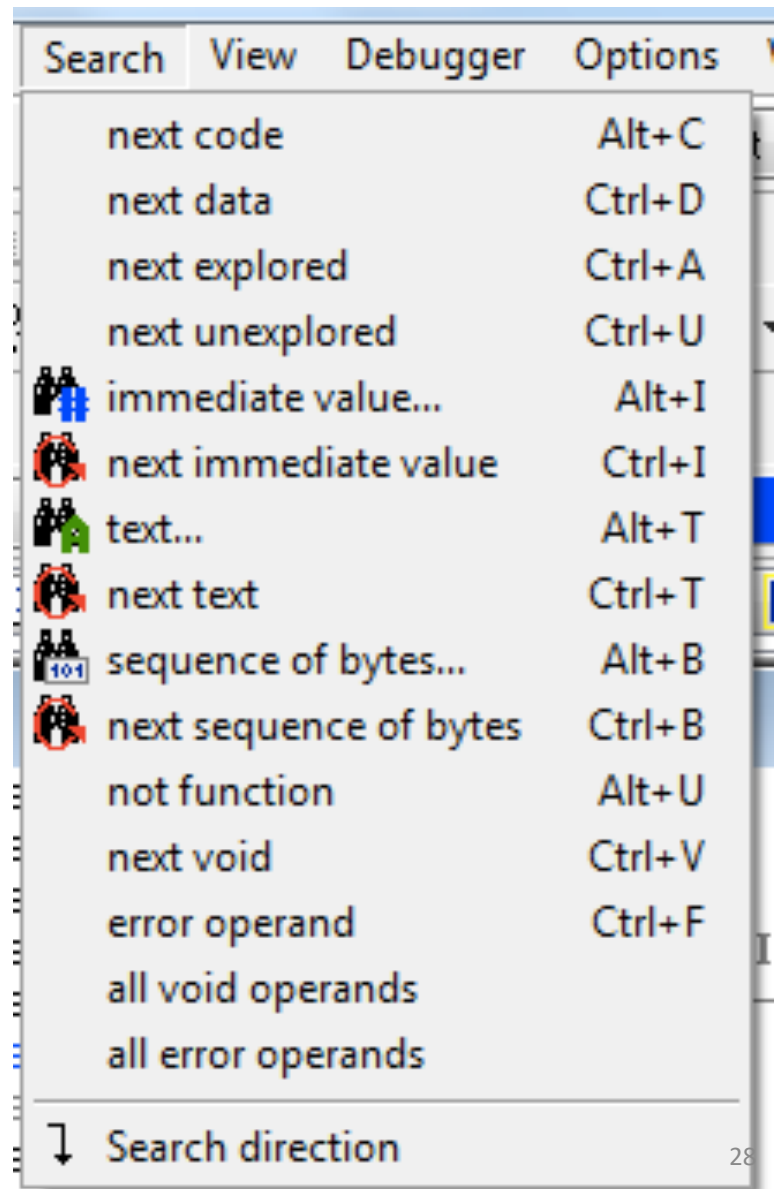 Search View Debugger Options
next code Alt+C
next data Ctrl+D
next explored Ctrl+A
next unexplored Ctrl+U
immediate value... Alt+I
next immediate value Ctrl+I
text... Alt+T
next text Ctrl+T
101 sequence of bytes... Alt+B
next sequence of bytes Ctrl+B
not function Alt+U
next void Ctrl+V
error operand Ctrl+F
all void operands
all error operands
Search direction 28